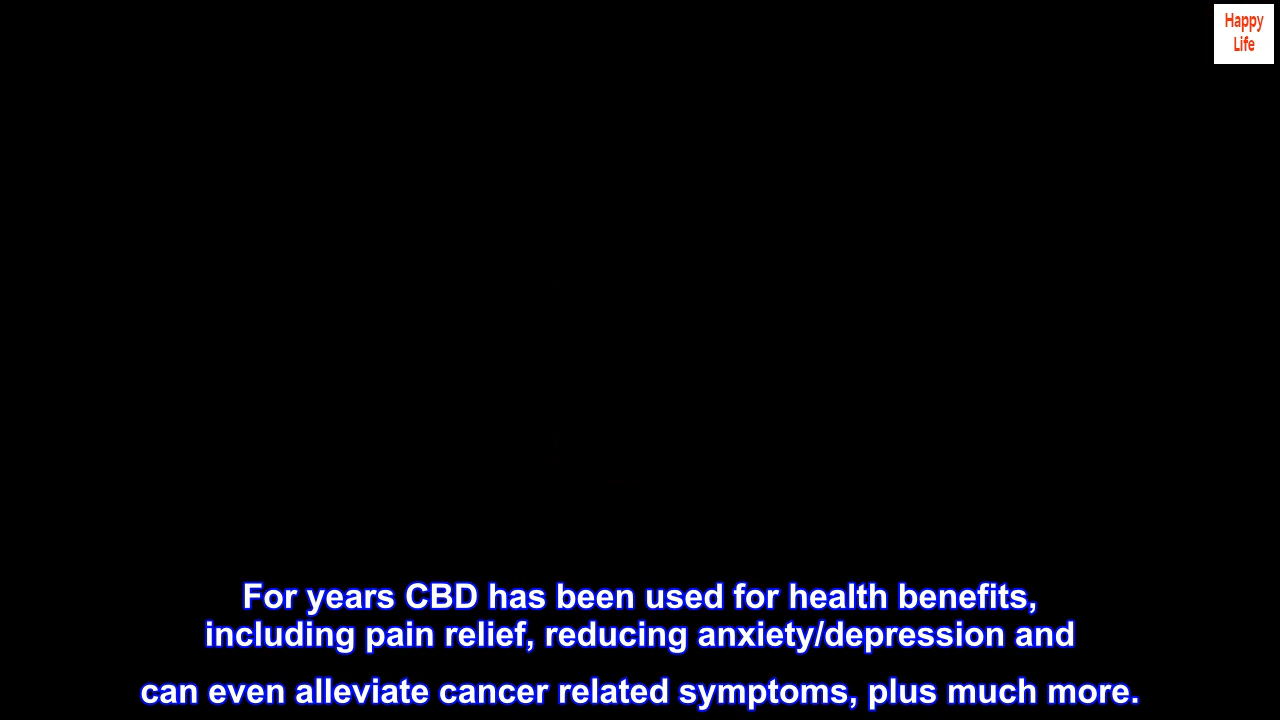 Happy
Life
For years CBD has been used for health benefits,
including pain relief, reducing anxiety/depression and
can even alleviate cancer related symptoms, plus much more.